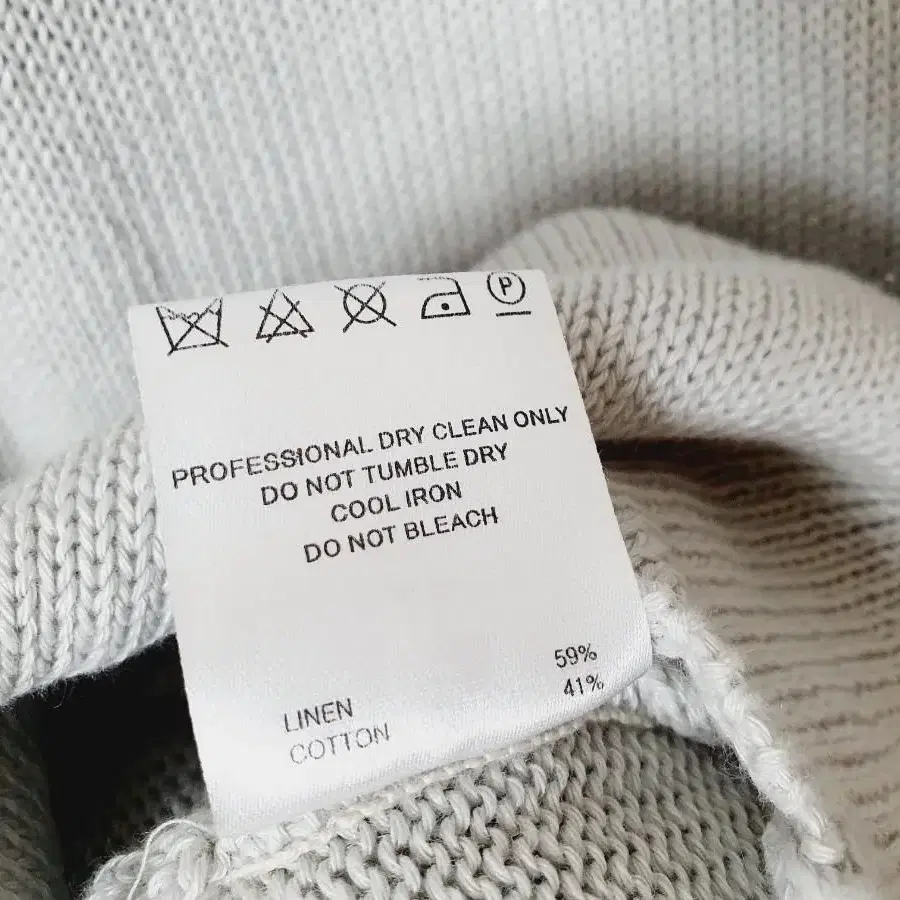 P
PROFESSIONAL DRY CLEAN ONLY
DO NOT TUMBLE DRY
COOL IRON
DO NOT BLEACH
LINEN 59%
COTTON 41%